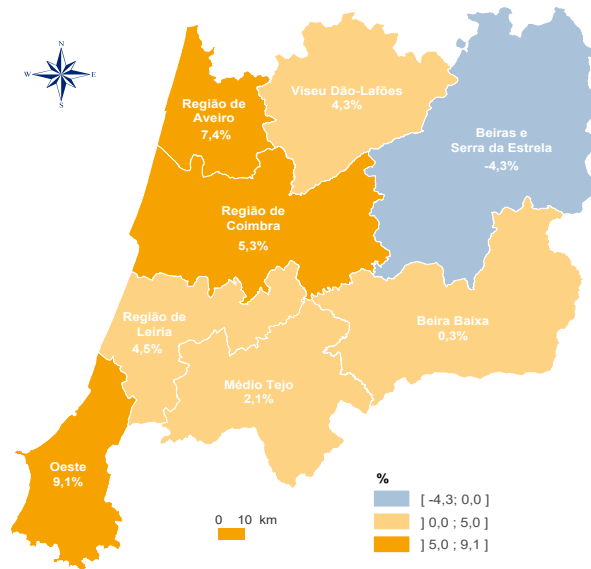 N
W E
S
Viseu Dão-Lafões
4,3%
Região de
Aveiro
7,4%
Beiras e
Serra da Estrela
-4,3%
Região de
Coimbra
5,3%
Região de
Leiria
4,5%
Beira Baixa
0,3%
Médio Tejo
2,1%
Oeste
9,1%
%
[ -4,3; 0,0 ]
] 0,0 ; 5,0 ]
] 5,0 ; 9,1 ]
0 10 km